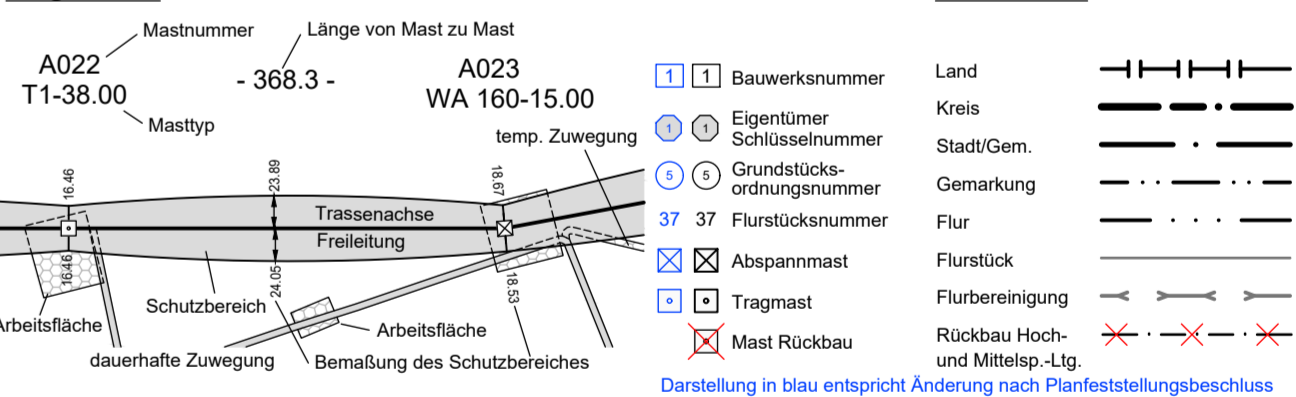 Mastnummer
Länge von Mast zu Mast
A022
T1-38.00
- 368.3 -
A023
WA 160-15.00
Masttyp
temp. Zuwegung
16.46
23.89
18.67
Trassenachse
Freileitung
16.46
24.05
18.53
Schutzbereich
Arbeitsfläche
Arbeitsfläche
dauerhafte Zuwegung
Bemaßung des Schutzbereiches
1 1 Bauwerksnummer
1 1 Eigentümer
Schlüsselnummer
5 5 Grundstücks-
ordnungsnummer
37 37 Flurstücksnummer
Abspannmast
Tragmast
Mast Rückbau
Land
Kreis
Stadt/Gem.
Gemarkung
Flur
Flurstück
Flurbereinigung
Rückbau Hoch-
und Mittelsp.-Ltg.
Darstellung in blau entspricht Änderung nach Planfeststellungsbeschluss